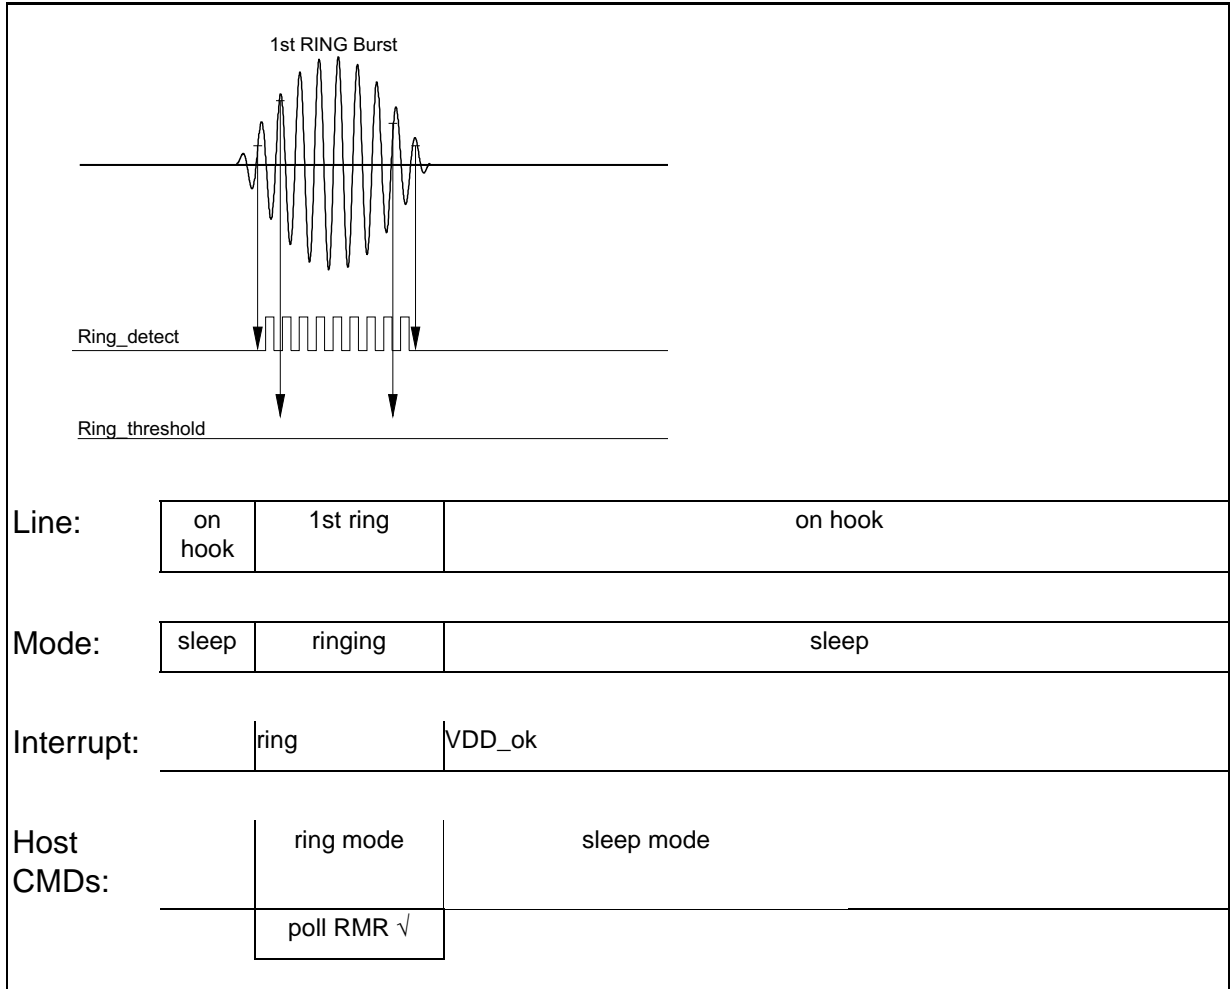 1st RING Burst
Ring_detect
Ring_threshold
Line:
on
hook
1st ring
on hook
Mode:
sleep
ringing
sleep
Interrupt:
ring
VDD_ok
Host
CMDs:
ring mode
sleep mode
poll RMR √